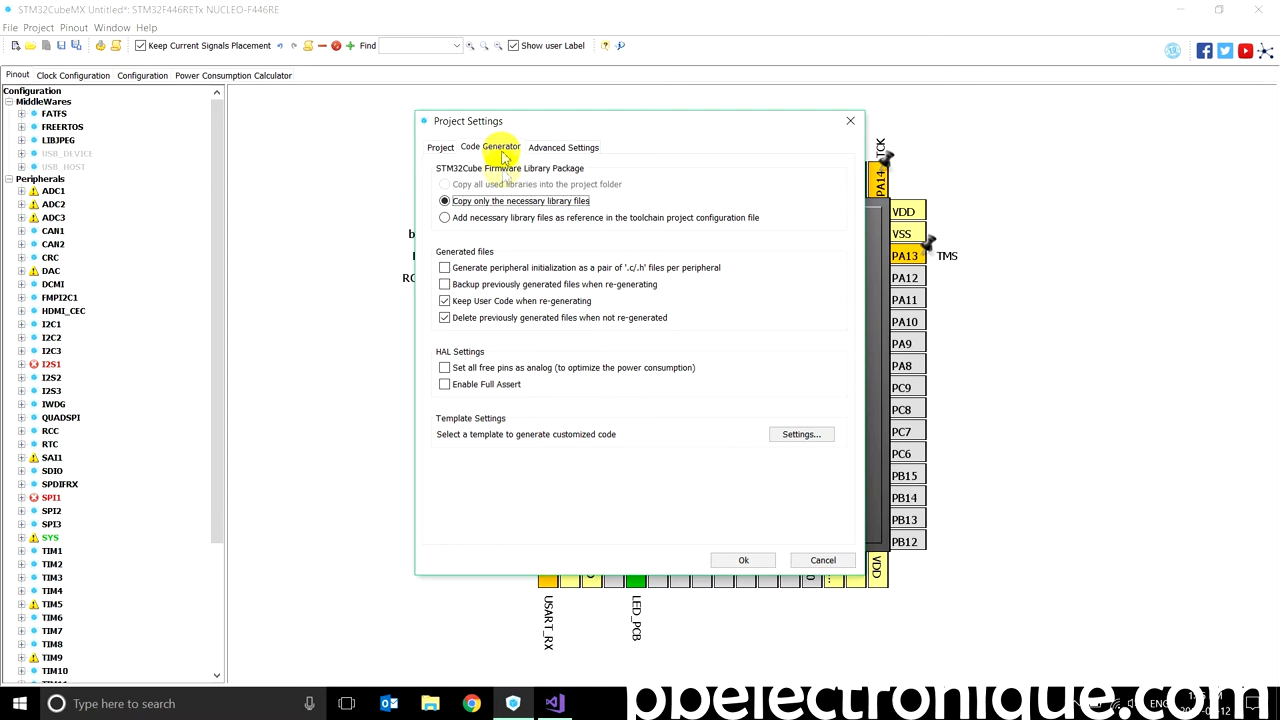 STM32CubeMX Untitled*: STM32F446RETx NUCLEO-F446RE
File Project Pinout Window Help
Keep Current Signals Placement
Find
Show user Label
Pinout
Clock Configuration
Configuration
Power Consumption Calculator
Configuration
MiddleWares
FATFS
FREERTOS
LIBJPEG
USB_DEVICE
USB_HOST
Peripherals
ADC1
ADC2
ADC3
CAN1
CAN2
CRC
DAC
DCMI
FMPI2C1
HDMI_CEC
I2C1
I2C2
I2C3
I2S1
I2S2
I2S3
IWDG
QUADSPI
RCC
RTC
SAI1
SDIO
SPDIFRX
SPI1
SPI2
SPI3
SYS
TIM1
TIM2
TIM3
TIM4
TIM5
TIM6
TIM7
TIM8
TIM9
TIM10
Project Settings
Project
Code Generator
Advanced Settings
STM32Cube Firmware Library Package
Copy all used libraries into the project folder
Copy only the necessary library files
Add necessary library files as reference in the toolchain project configuration file
Generated files
Generate peripheral initialization as a pair of '.c/.h' files per peripheral
Backup previously generated files when re-generating
Keep User Code when re-generating
Delete previously generated files when not re-generated
HAL Settings
Set all free pins as analog (to optimize the power consumption)
Enable Full Assert
Template Settings
Select a template to generate customized code
Settings...
Ok
Cancel
TCK
PA14
VDD
VSS
PA13
TMS
PA12
PA11
PA10
PA9
PA8
PC9
PC8
PC7
PC6
PB15
PB14
PB13
PB12
VDD
USART_RX
LED_PCB
Type here to search
ENG
bpelectronique.com